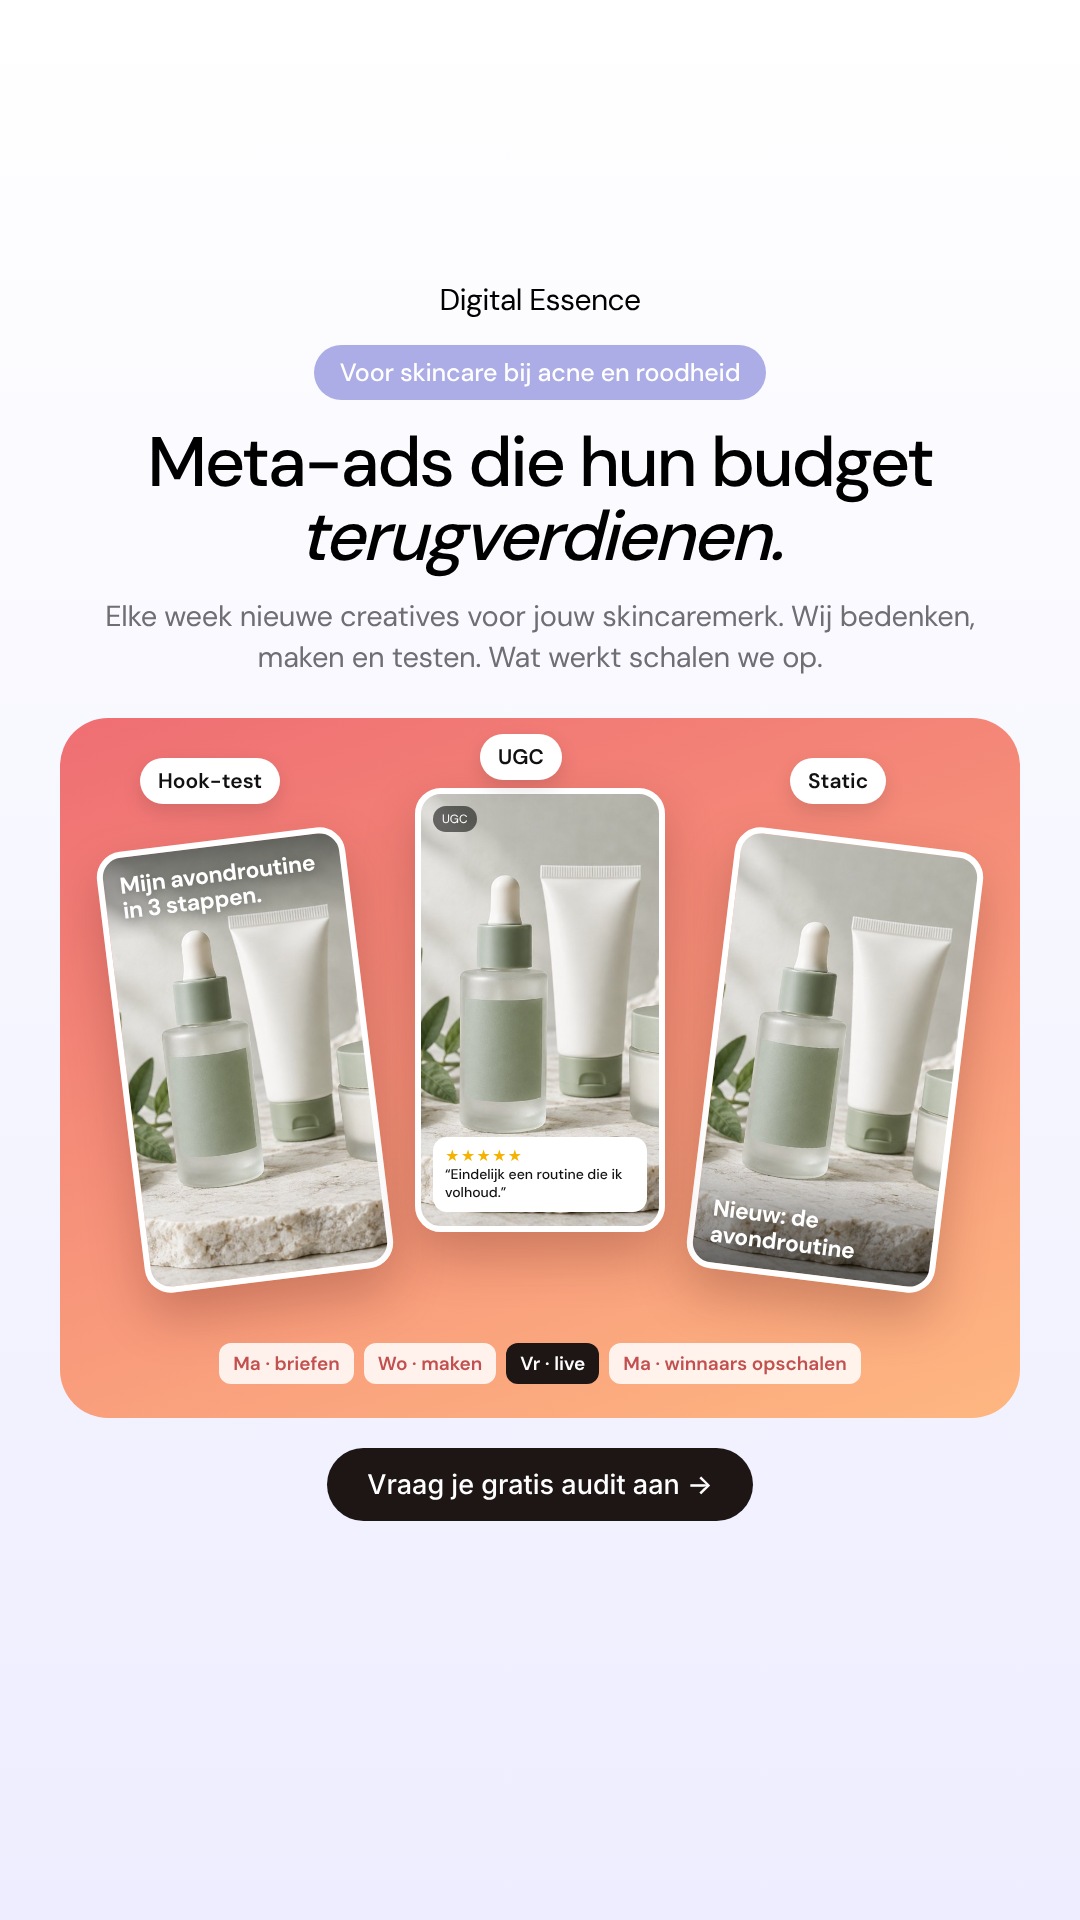 Digital Essence
Voor skincare bij acne en roodheid
Meta-ads die hun budget
terugverdienen.
Elke week nieuwe creatives voor jouw skincaremerk. Wij bedenken,
maken en testen. Wat werkt schalen we op.
Hook-test
UGC
Static
Mijn avondroutine
in 3 stappen.
UGC
★★★★★
“Eindelijk een routine die ik
volhoud.”
Nieuw: de
avondroutine
Ma · briefen
Wo · maken
Vr · live
Ma · winnaars opschalen
Vraag je gratis audit aan →